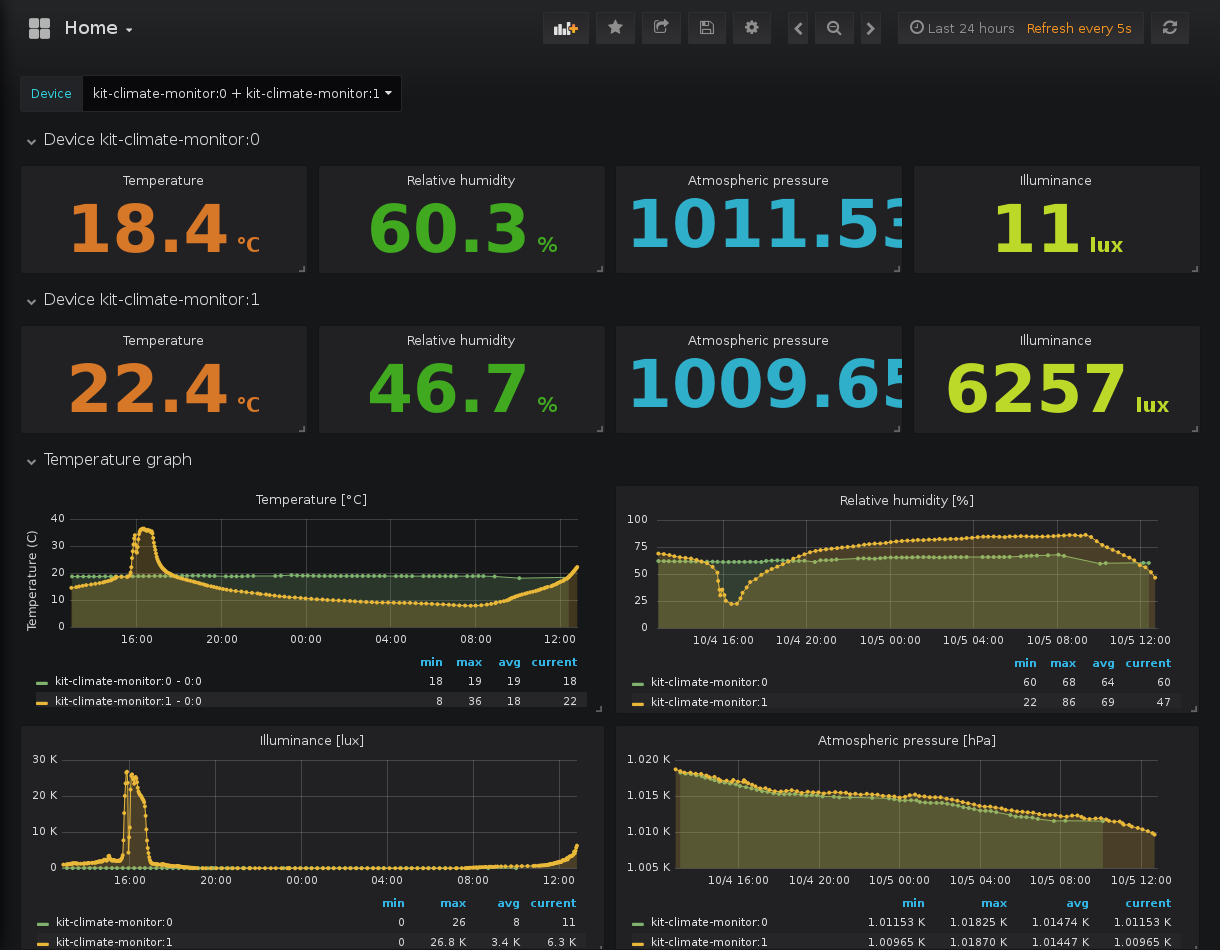 Home
Last 24 hours Refresh every 5s
Device kit-climate-monitor:0 + kit-climate-monitor:1
Device kit-climate-monitor:0
Temperature Relative humidity Atmospheric pressure Illuminance
18.4 °C 60.3 % 1011.53 11 lux
Device kit-climate-monitor:1
Temperature Relative humidity Atmospheric pressure Illuminance
22.4 °C 46.7 % 1009.65 6257 lux
Temperature graph
Temperature [°C]
Temperature (C)
40
30
20
10
0
16:00 20:00 00:00 04:00 08:00 12:00
min max avg current
kit-climate-monitor:0 - 0:0 18 19 19 18
kit-climate-monitor:1 - 0:0 8 36 18 22
Relative humidity [%]
100
75
50
25
0
10/4 16:00 10/4 20:00 10/5 00:00 10/5 04:00 10/5 08:00 10/5 12:00
min max avg current
kit-climate-monitor:0 60 68 64 60
kit-climate-monitor:1 22 86 69 47
Illuminance [lux]
30 K
20 K
10 K
0
16:00 20:00 00:00 04:00 08:00 12:00
min max avg current
kit-climate-monitor:0 0 26 8 11
kit-climate-monitor:1 0 26.8 K 3.4 K 6.3 K
Atmospheric pressure [hPa]
1.020 K
1.015 K
1.010 K
1.005 K
10/4 16:00 10/4 20:00 10/5 00:00 10/5 04:00 10/5 08:00 10/5 12:00
min max avg current
kit-climate-monitor:0 1.01153 K 1.01825 K 1.01474 K 1.01153 K
kit-climate-monitor:1 1.00965 K 1.01870 K 1.01447 K 1.00965 K